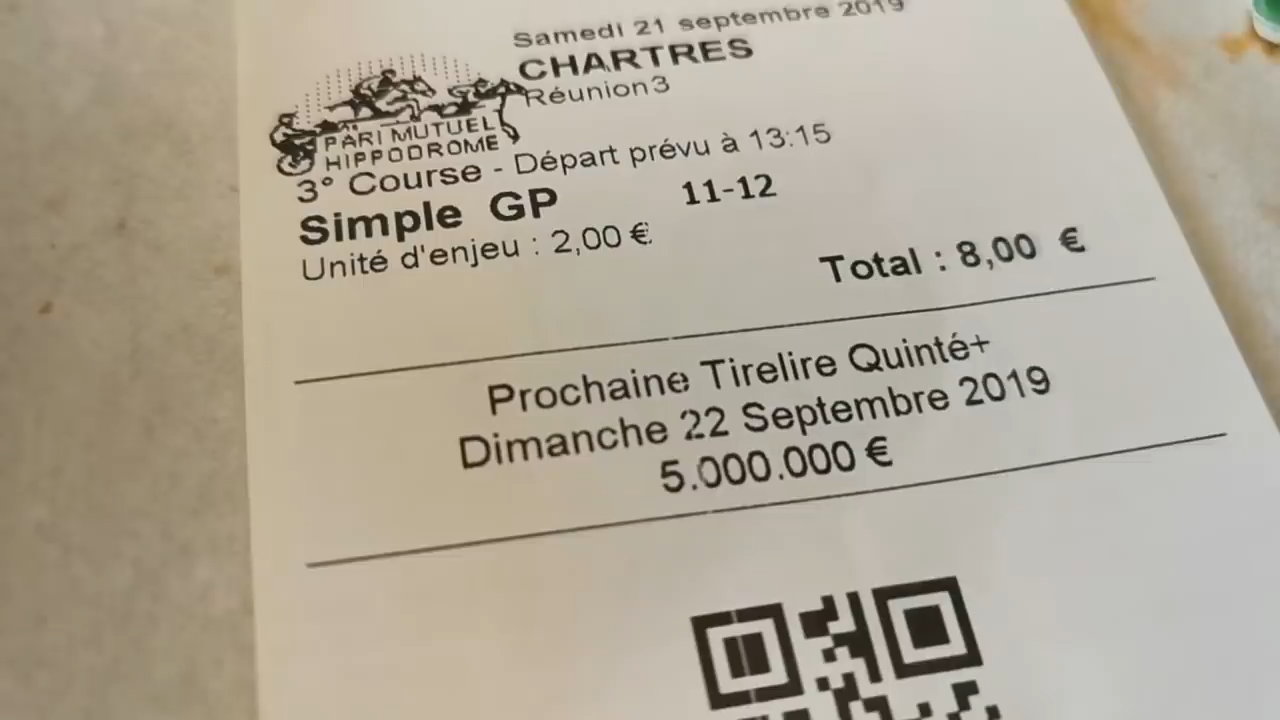 Samedi 21 septembre 2019
CHARTRES
Réunion3
PARI MUTUEL
HIPPODROME
3° Course - Départ prévu à 13:15
Simple GP 11-12
Unité d'enjeu : 2,00 €
Total : 8,00 €
Prochaine Tirelire Quinté+
Dimanche 22 Septembre 2019
5.000.000 €